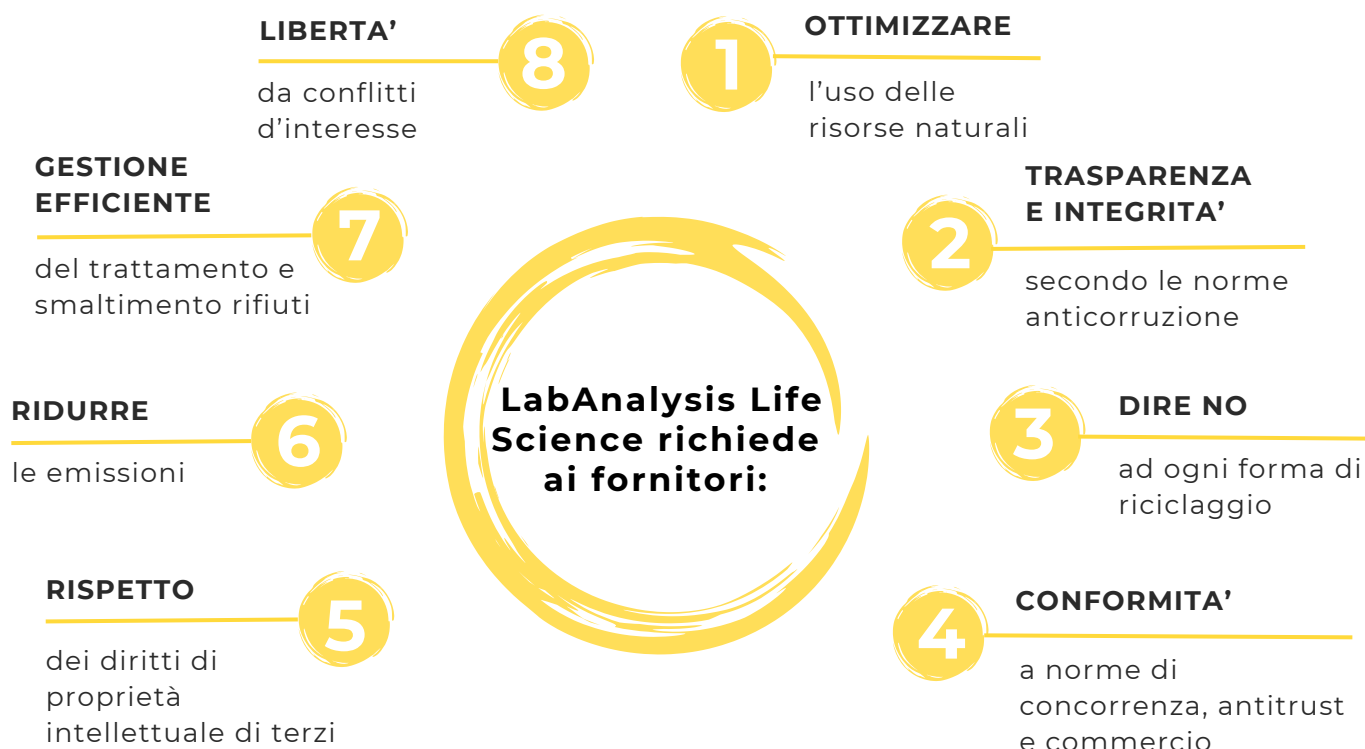 LabAnalysis Life
Science richiede
ai fornitori:
1
OTTIMIZZARE
l’uso delle
risorse naturali
2
TRASPARENZA
E INTEGRITA’
secondo le norme
anticorruzione
3
DIRE NO
ad ogni forma di
riciclaggio
4
CONFORMITA’
a norme di
concorrenza, antitrust
e commercio
5
RISPETTO
dei diritti di
proprietà
intellettuale di terzi
6
RIDURRE
le emissioni
7
GESTIONE
EFFICIENTE
del trattamento e
smaltimento rifiuti
8
LIBERTA’
da conflitti
d’interesse